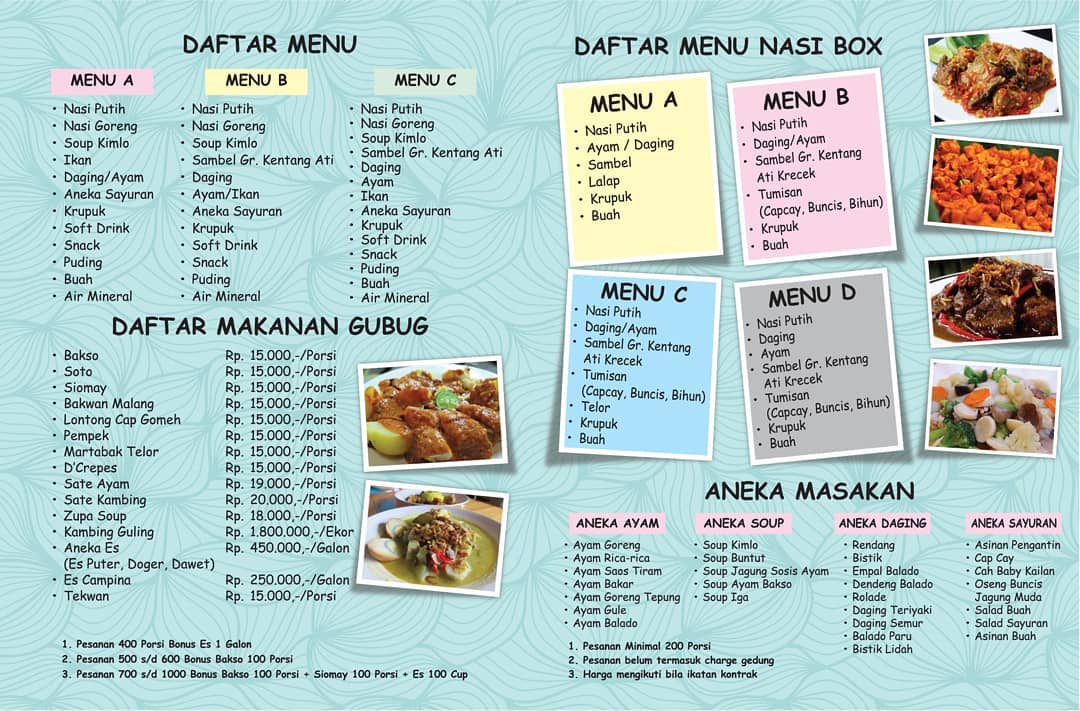 DAFTAR MENU
MENU A
• Nasi Putih
• Nasi Goreng
• Soup Kimlo
• Ikan
• Daging/Ayam
• Aneka Sayuran
• Krupuk
• Soft Drink
• Snack
• Puding
• Buah
• Air Mineral
MENU B
• Nasi Putih
• Nasi Goreng
• Soup Kimlo
• Sambel Gr. Kentang Ati
• Daging
• Ayam/Ikan
• Aneka Sayuran
• Krupuk
• Soft Drink
• Snack
• Puding
• Air Mineral
MENU C
• Nasi Putih
• Nasi Goreng
• Soup Kimlo
• Sambel Gr. Kentang Ati
• Daging
• Ayam
• Ikan
• Aneka Sayuran
• Krupuk
• Soft Drink
• Snack
• Puding
• Buah
• Air Mineral
DAFTAR MAKANAN GUBUG
• Bakso Rp. 15.000,-/Porsi
• Soto Rp. 15.000,-/Porsi
• Siomay Rp. 15.000,-/Porsi
• Bakwan Malang Rp. 15.000,-/Porsi
• Lontong Cap Gomeh Rp. 15.000,-/Porsi
• Pempek Rp. 15.000,-/Porsi
• Martabak Telor Rp. 15.000,-/Porsi
• D'Crepes Rp. 15.000,-/Porsi
• Sate Ayam Rp. 19.000,-/Porsi
• Sate Kambing Rp. 20.000,-/Porsi
• Zupa Soup Rp. 18.000,-/Porsi
• Kambing Guling Rp. 1.800.000,-/Ekor
• Aneka Es Rp. 450.000,-/Galon
(Es Puter, Doger, Dawet)
• Es Campina Rp. 250.000,-/Galon
• Tekwan Rp. 15.000,-/Porsi
1. Pesanan 400 Porsi Bonus Es 1 Galon
2. Pesanan 500 s/d 600 Bonus Bakso 100 Porsi
3. Pesanan 700 s/d 1000 Bonus Bakso 100 Porsi + Siomay 100 Porsi + Es 100 Cup
DAFTAR MENU NASI BOX
MENU A
• Nasi Putih
• Ayam / Daging
• Sambel
• Lalap
• Krupuk
• Buah
MENU B
• Nasi Putih
• Daging/Ayam
• Sambel Gr. Kentang
Ati Krecek
• Tumisan
(Capcay, Buncis, Bihun)
• Krupuk
• Buah
MENU C
• Nasi Putih
• Daging/Ayam
• Sambel Gr. Kentang
Ati Krecek
• Tumisan
(Capcay, Buncis, Bihun)
• Telor
• Krupuk
• Buah
MENU D
• Nasi Putih
• Daging
• Ayam
• Sambel Gr. Kentang
Ati Krecek
• Tumisan
(Capcay, Buncis, Bihun)
• Krupuk
• Buah
ANEKA MASAKAN
ANEKA AYAM
• Ayam Goreng
• Ayam Rica-rica
• Ayam Saos Tiram
• Ayam Bakar
• Ayam Goreng Tepung
• Ayam Gule
• Ayam Balado
ANEKA SOUP
• Soup Kimlo
• Soup Buntut
• Soup Jagung Sosis Ayam
• Soup Ayam Bakso
• Soup Iga
ANEKA DAGING
• Rendang
• Bistik
• Empal Balado
• Dendeng Balado
• Rolade
• Daging Teriyaki
• Daging Semur
• Balado Paru
• Bistik Lidah
ANEKA SAYURAN
• Asinan Pengantin
• Cap Cay
• Cah Baby Kailan
• Oseng Buncis
Jagung Muda
• Salad Buah
• Salad Sayuran
• Asinan Buah
1. Pesanan Minimal 200 Porsi
2. Pesanan belum termasuk charge gedung
3. Harga mengikuti bila ikatan kontrak